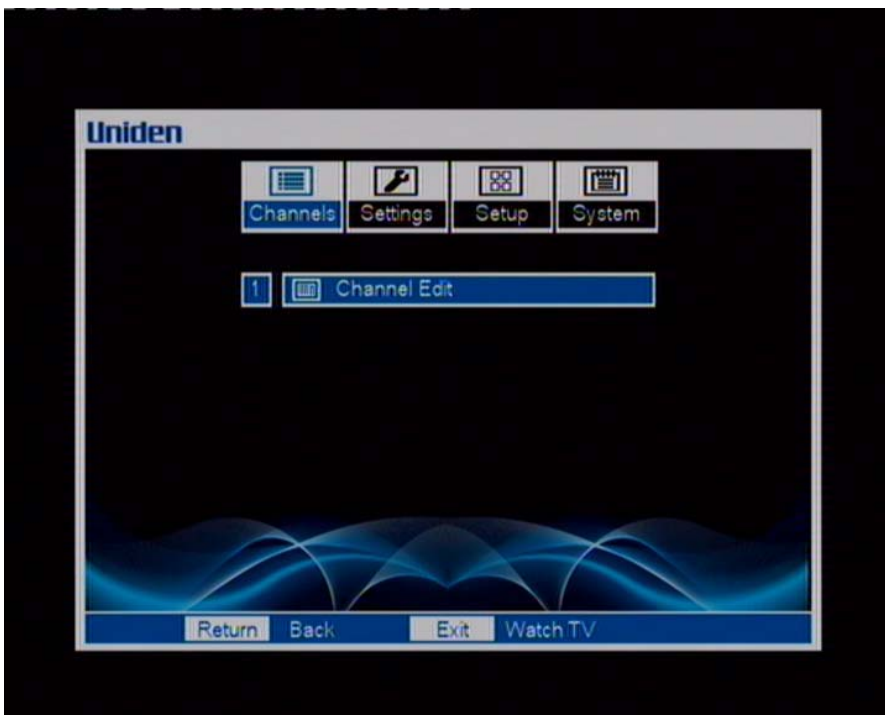 Uniden
Channels Settings Setup System
1 Channel Edit
Return Back Exit Watch TV